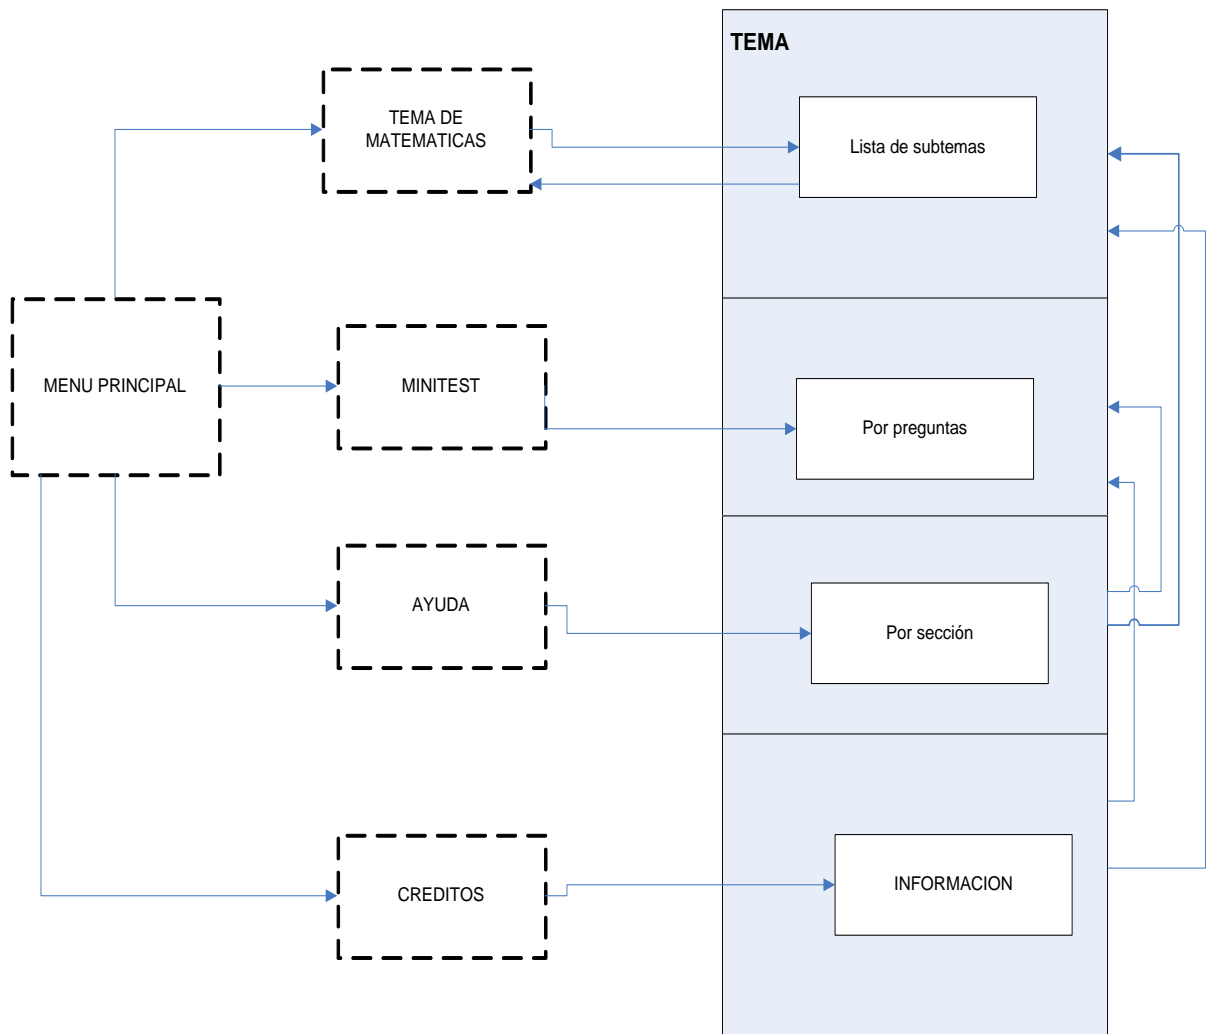 TEMA
TEMA DE
MATEMATICAS
Lista de subtemas
MENU PRINCIPAL
MINITEST
Por preguntas
AYUDA
Por sección
CREDITOS
INFORMACION